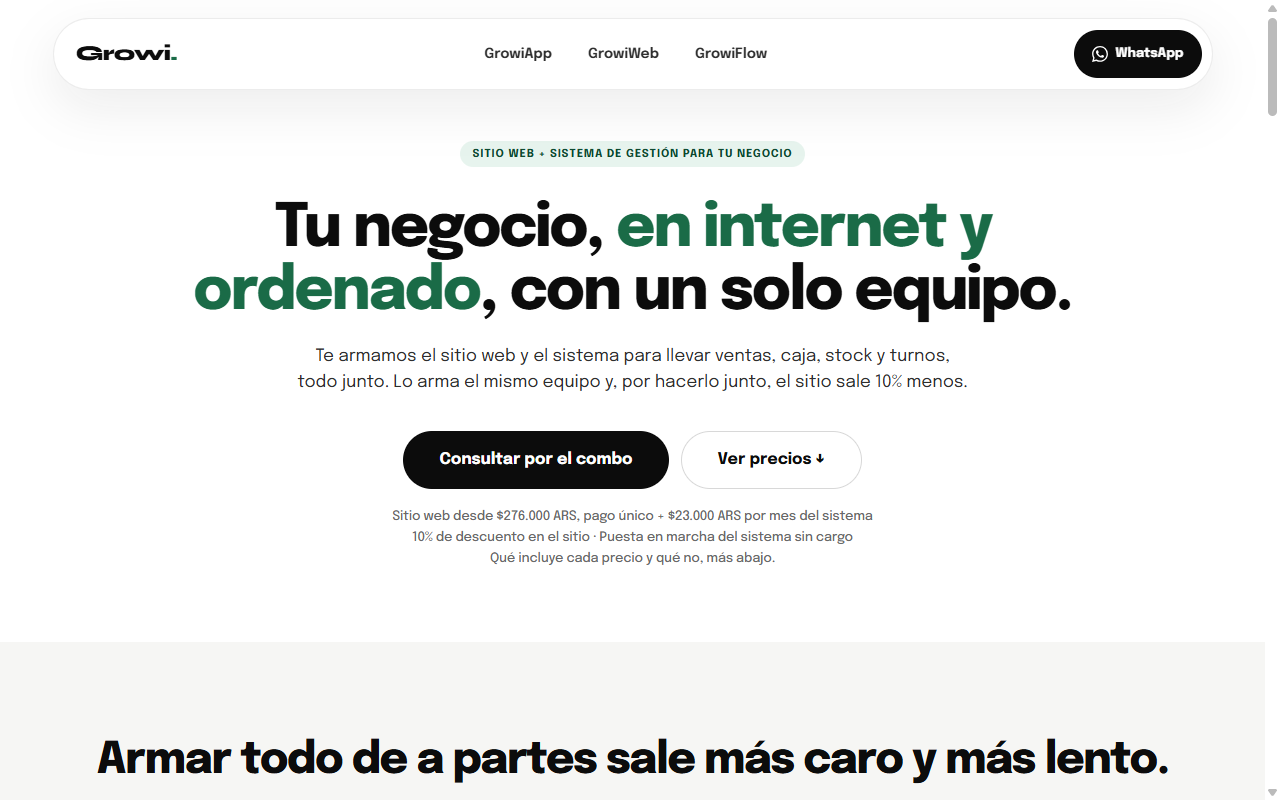 Growi.
GrowiApp
GrowiWeb
GrowiFlow
WhatsApp
SITIO WEB + SISTEMA DE GESTIÓN PARA TU NEGOCIO
Tu negocio, en internet y
ordenado, con un solo equipo.
Te armamos el sitio web y el sistema para llevar ventas, caja, stock y turnos,
todo junto. Lo arma el mismo equipo y, por hacerlo junto, el sitio sale 10% menos.
Consultar por el combo
Ver precios ↓
Sitio web desde $276.000 ARS, pago único + $23.000 ARS por mes del sistema
10% de descuento en el sitio · Puesta en marcha del sistema sin cargo
Qué incluye cada precio y qué no, más abajo.
Armar todo de a partes sale más caro y más lento.